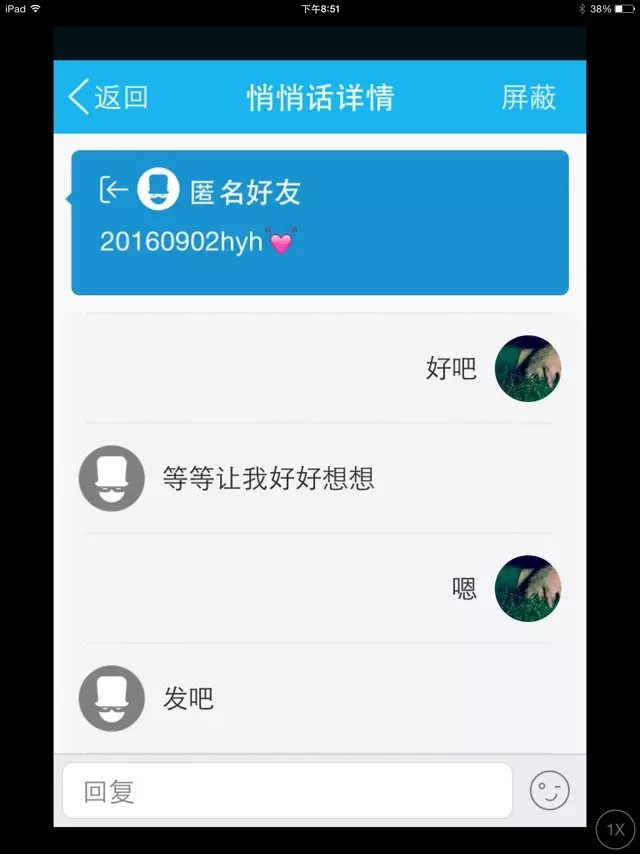 iPad 下午8:51 38%
返回 悄悄话详情 屏蔽
匿名好友
20160902hyh💓
好吧
等等让我好好想想
嗯
发吧
回复
1X